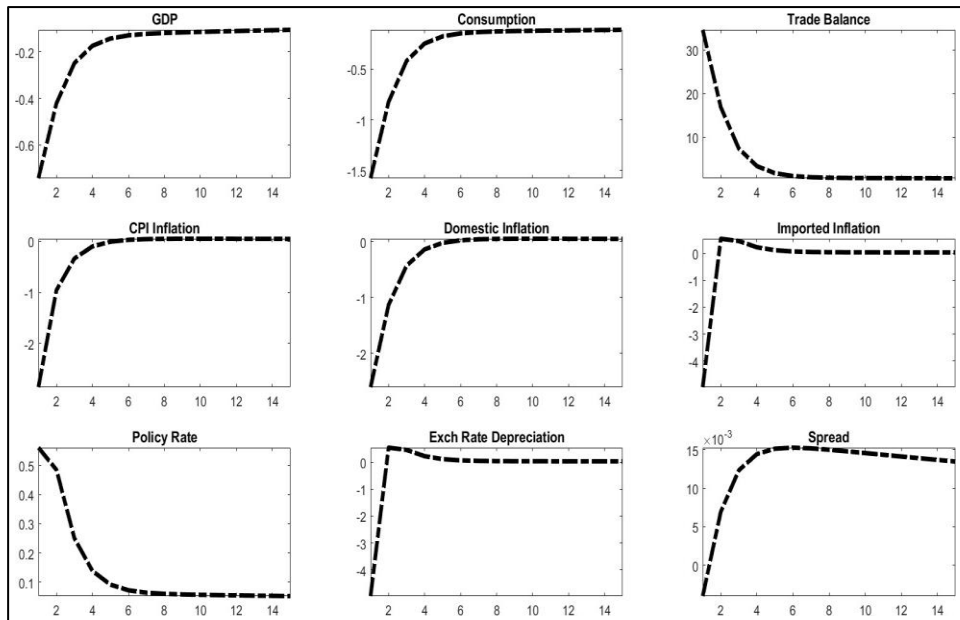 GDP
-0.2
-0.4
-0.6
2 4 6 8 10 12 14
Consumption
-0.5
-1
-1.5
2 4 6 8 10 12 14
Trade Balance
30
20
10
2 4 6 8 10 12 14
CPI Inflation
0
-1
-2
2 4 6 8 10 12 14
Domestic Inflation
0
-1
-2
2 4 6 8 10 12 14
Imported Inflation
0
-1
-2
-3
-4
2 4 6 8 10 12 14
Policy Rate
0.5
0.4
0.3
0.2
0.1
2 4 6 8 10 12 14
Exch Rate Depreciation
0
-1
-2
-3
-4
2 4 6 8 10 12 14
Spread
×10⁻³
15
10
5
0
2 4 6 8 10 12 14